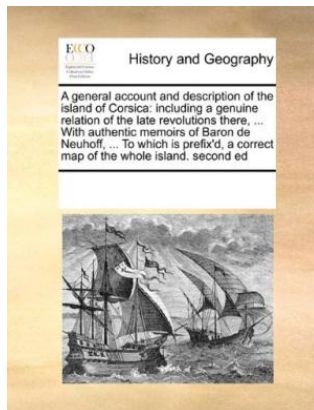 ECCO
History and Geography
A general account and description of the
island of Corsica: including a genuine
relation of the late revolutions there, ...
With authentic memoirs of Baron de
Neuhoff, ... To which is prefix'd, a correct
map of the whole island. second ed